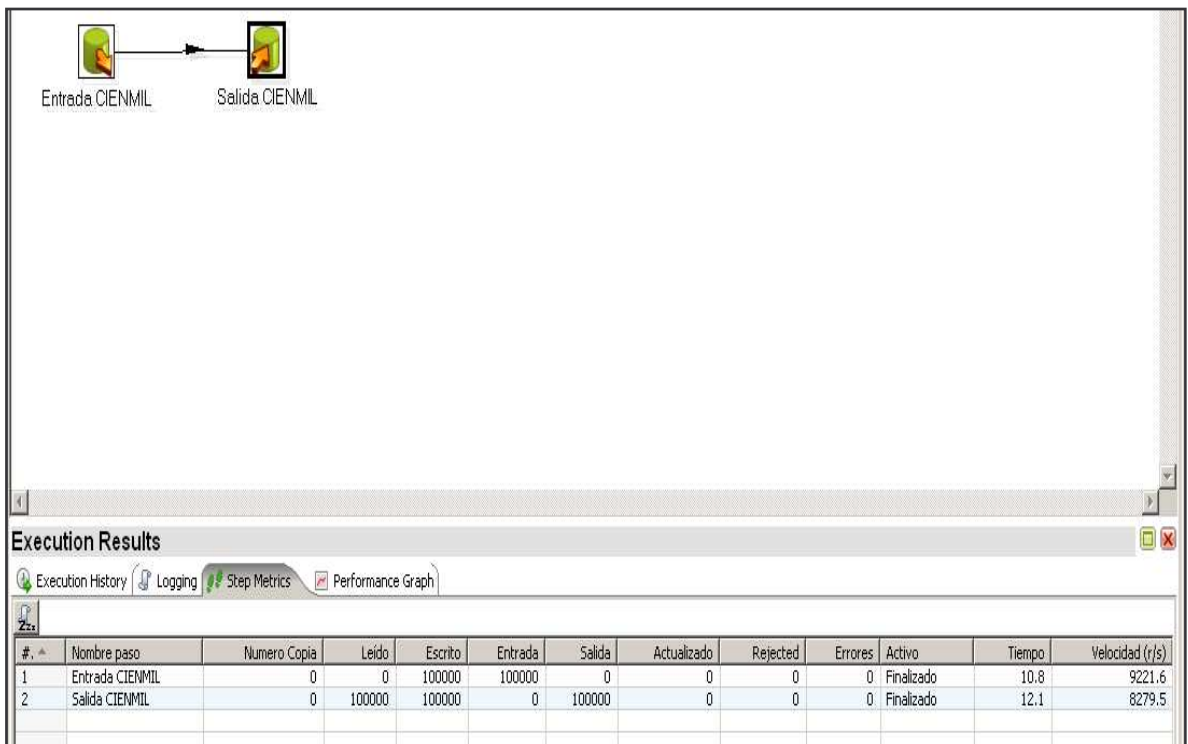 Entrada CIENMIL Salida CIENMIL
Execution Results
Execution History Logging Step Metrics Performance Graph
Zzz
#. Nombre paso Numero Copia Leído Escrito Entrada Salida Actualizado Rejected Errores Activo Tiempo Velocidad (r/s)
1 Entrada CIENMIL 0 0 100000 100000 0 0 0 0 Finalizado 10.8 9221.6
2 Salida CIENMIL 0 100000 100000 0 100000 0 0 0 Finalizado 12.1 8279.5